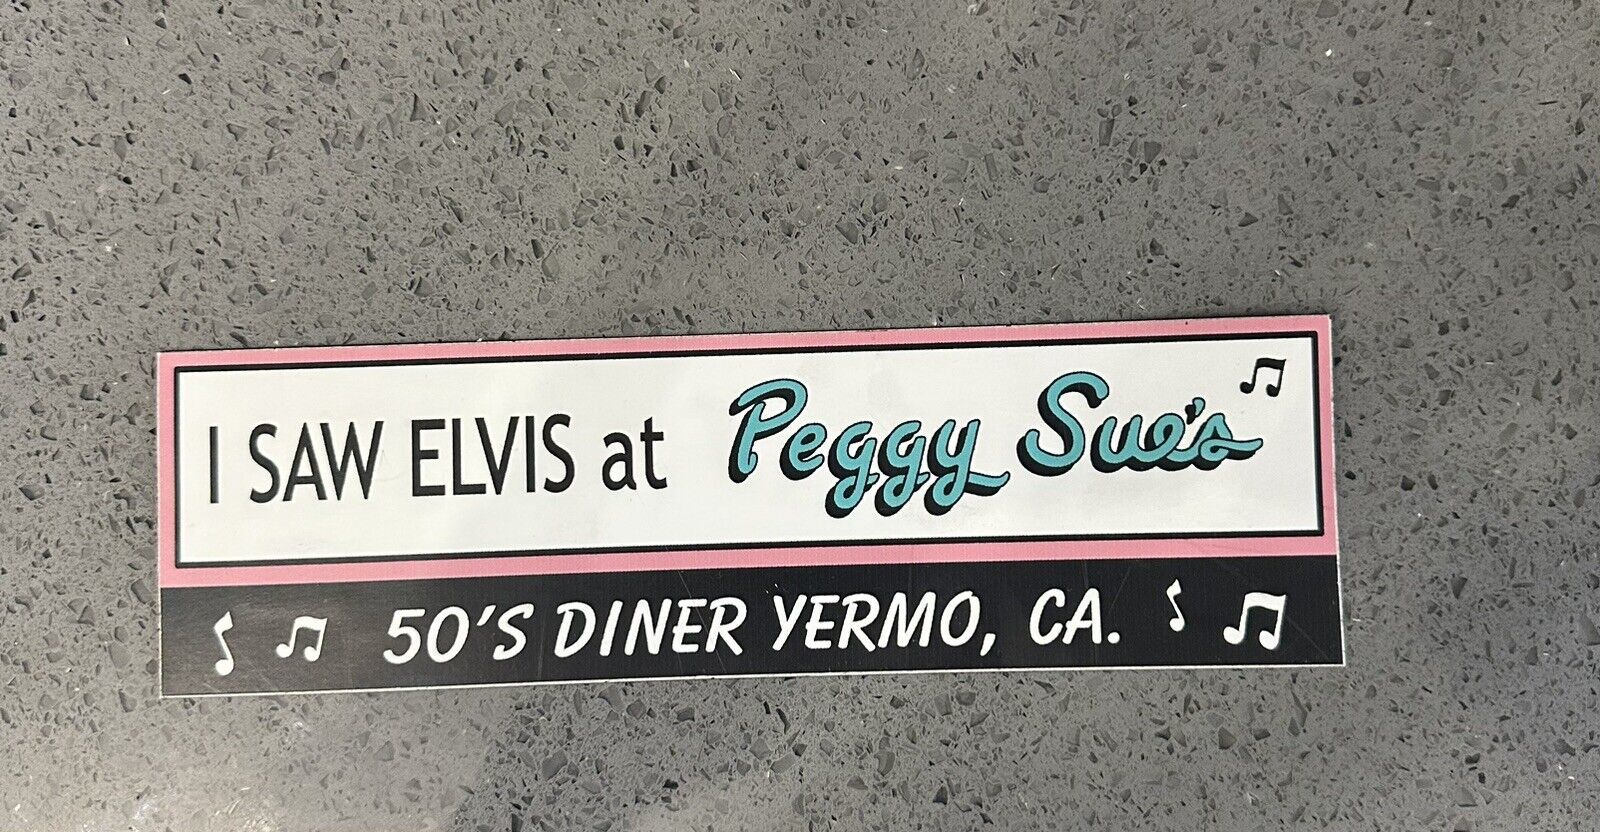 I SAW ELVIS at Peggy Sue's
50'S DINER YERMO, CA.